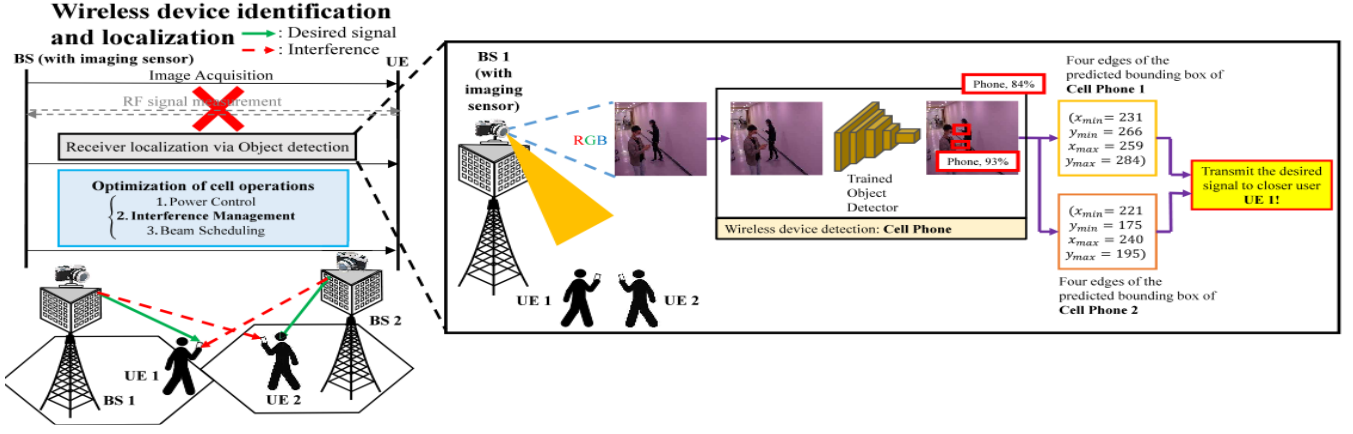 Wireless device identification
and localization
: Desired signal
: Interference
BS (with imaging sensor)
UE
Image Acquisition
RF signal measurement
Receiver localization via Object detection
Optimization of cell operations
1. Power Control
2. Interference Management
3. Beam Scheduling
BS 1
UE 1
UE 2
BS 2
BS 1
(with
imaging
sensor)
RGB
UE 1
UE 2
Trained
Object
Detector
Phone, 84%
Phone, 93%
Wireless device detection: Cell Phone
Four edges of the
predicted bounding box of
Cell Phone 1
(x_min= 231
y_min= 266
x_max= 259
y_max= 284)
(x_min= 221
y_min= 175
x_max= 240
y_max= 195)
Four edges of the
predicted bounding box of
Cell Phone 2
Transmit the desired
signal to closer user
UE 1!